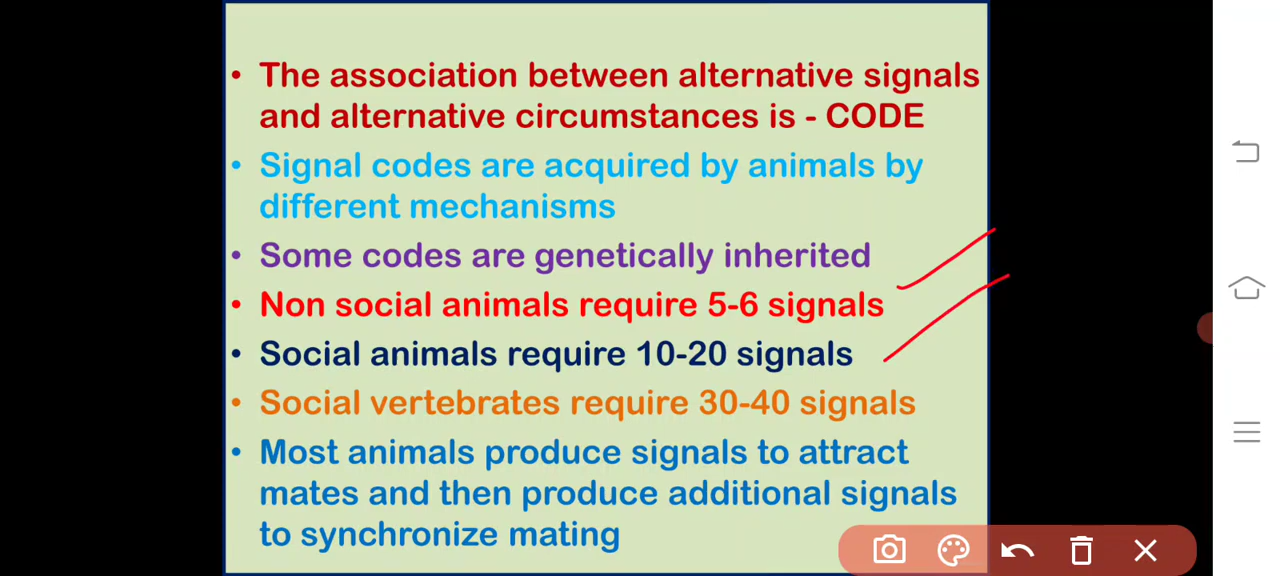 • The association between alternative signals
and alternative circumstances is - CODE
• Signal codes are acquired by animals by
different mechanisms
• Some codes are genetically inherited
• Non social animals require 5-6 signals
• Social animals require 10-20 signals
• Social vertebrates require 30-40 signals
• Most animals produce signals to attract
mates and then produce additional signals
to synchronize mating